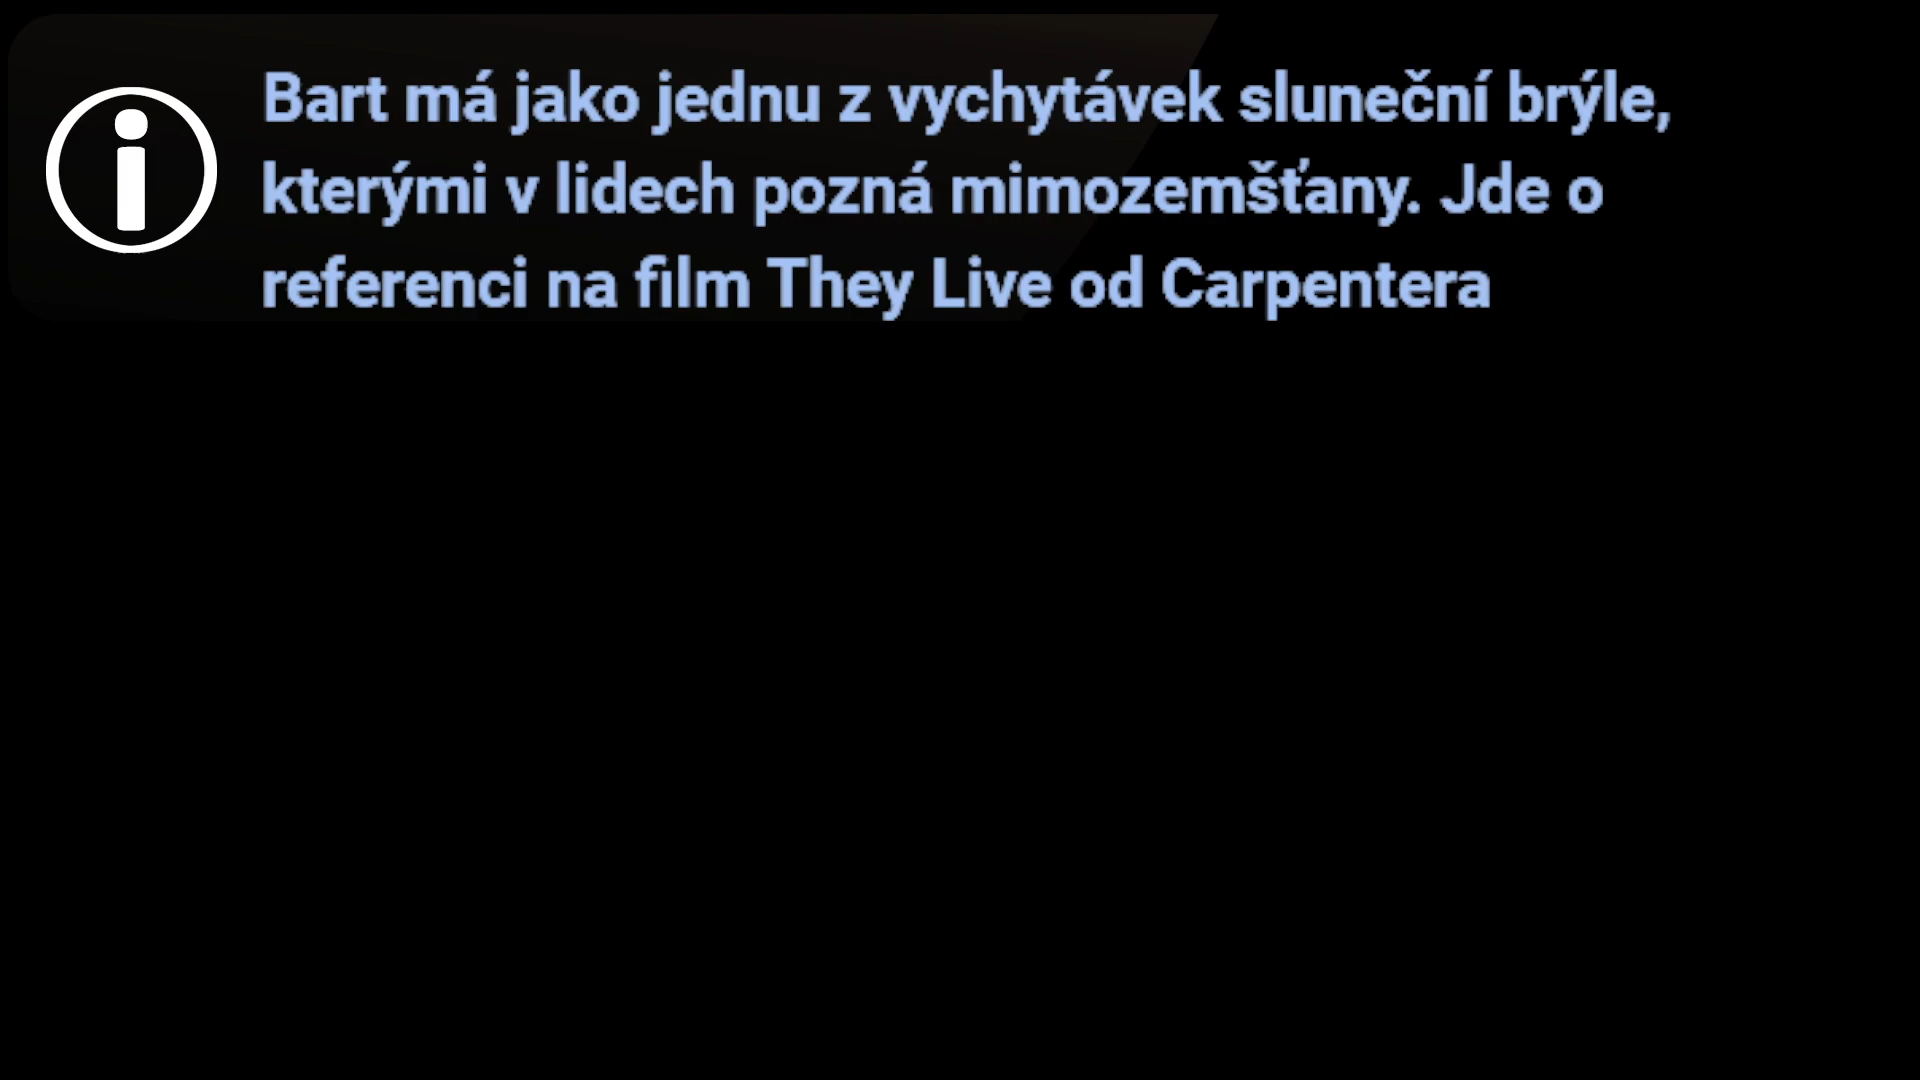 Bart má jako jednu z vychytávek sluneční brýle,
kterými v lidech pozná mimozemšťany. Jde o
referenci na film They Live od Carpentera